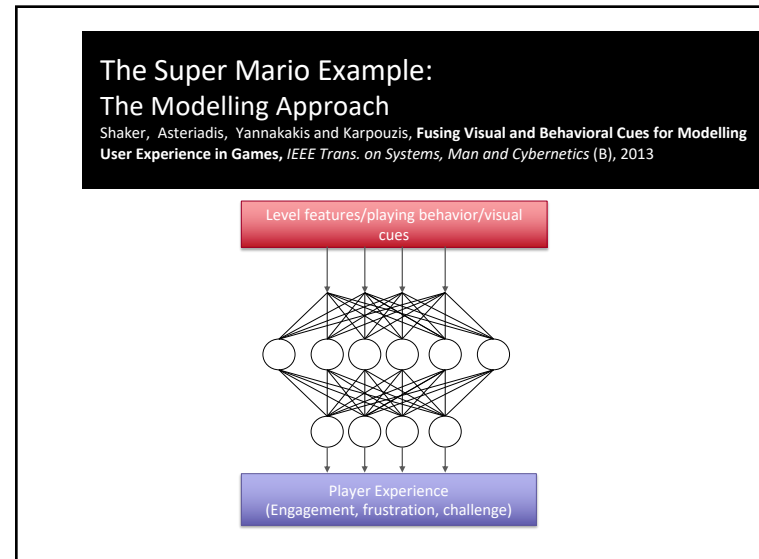 The Super Mario Example:
The Modelling Approach
Shaker, Asteriadis, Yannakakis and Karpouzis, Fusing Visual and Behavioral Cues for Modelling
User Experience in Games, IEEE Trans. on Systems, Man and Cybernetics (B), 2013
Level features/playing behavior/visual
cues
Player Experience
(Engagement, frustration, challenge)